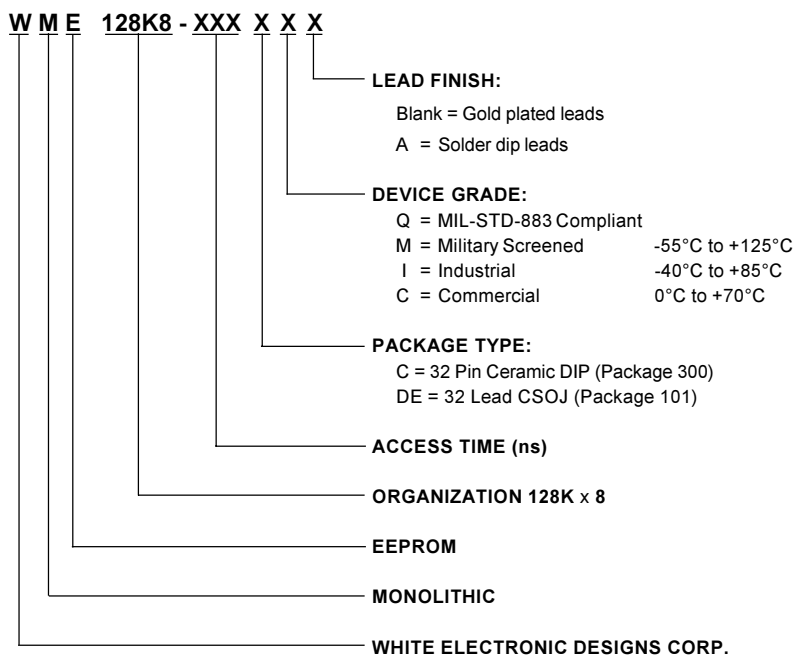 W M E 128K8 - XXX X X X
LEAD FINISH:
Blank = Gold plated leads
A = Solder dip leads
DEVICE GRADE:
Q = MIL-STD-883 Compliant
M = Military Screened -55°C to +125°C
I = Industrial -40°C to +85°C
C = Commercial 0°C to +70°C
PACKAGE TYPE:
C = 32 Pin Ceramic DIP (Package 300)
DE = 32 Lead CSOJ (Package 101)
ACCESS TIME (ns)
ORGANIZATION 128K x 8
EEPROM
MONOLITHIC
WHITE ELECTRONIC DESIGNS CORP.